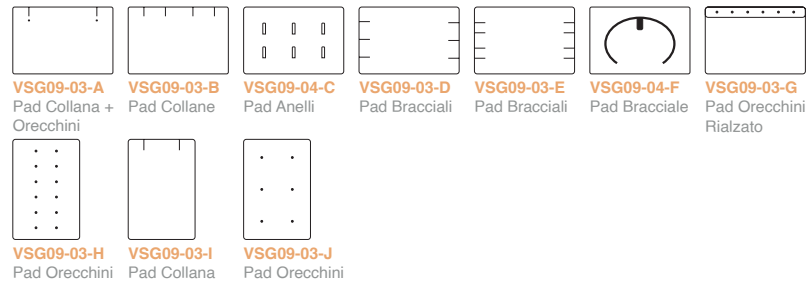 VSG09-03-A
Pad Collana +
Orecchini
VSG09-03-B
Pad Collane
VSG09-04-C
Pad Anelli
VSG09-03-D
Pad Bracciali
VSG09-03-E
Pad Bracciali
VSG09-04-F
Pad Bracciale
VSG09-03-G
Pad Orecchini
Rialzato
VSG09-03-H
Pad Orecchini
VSG09-03-I
Pad Collana
VSG09-03-J
Pad Orecchini